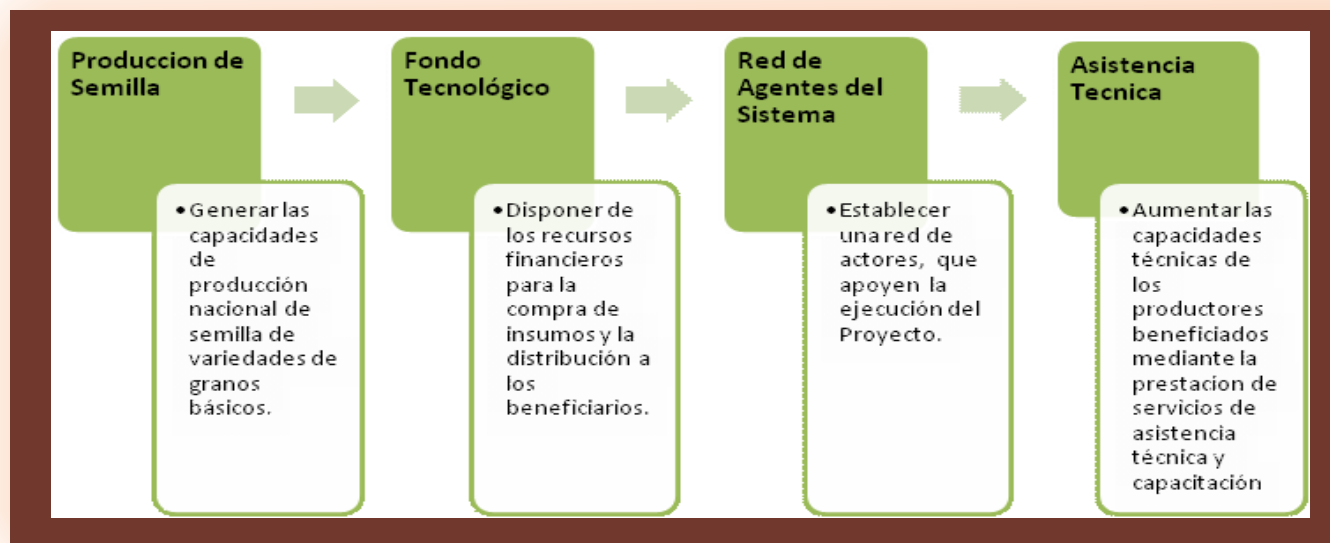 Produccion de
Semilla
• Generar las
capacidades
de
producción
nacional de
semilla de
variedades de
granos
básicos.
Fondo
Tecnológico
• Disponer de
los recursos
financieros
para la
compra de
insumos y la
distribución a
los
beneficiarios.
Red de
Agentes del
Sistema
• Establecer
una red de
actores, que
apoyen la
ejecución del
Proyecto.
Asistencia
Tecnica
• Aumentar las
capacidades
técnicas de
los
productores
beneficiados
mediante la
prestacion de
servicios de
asistencia
técnica y
capacitación